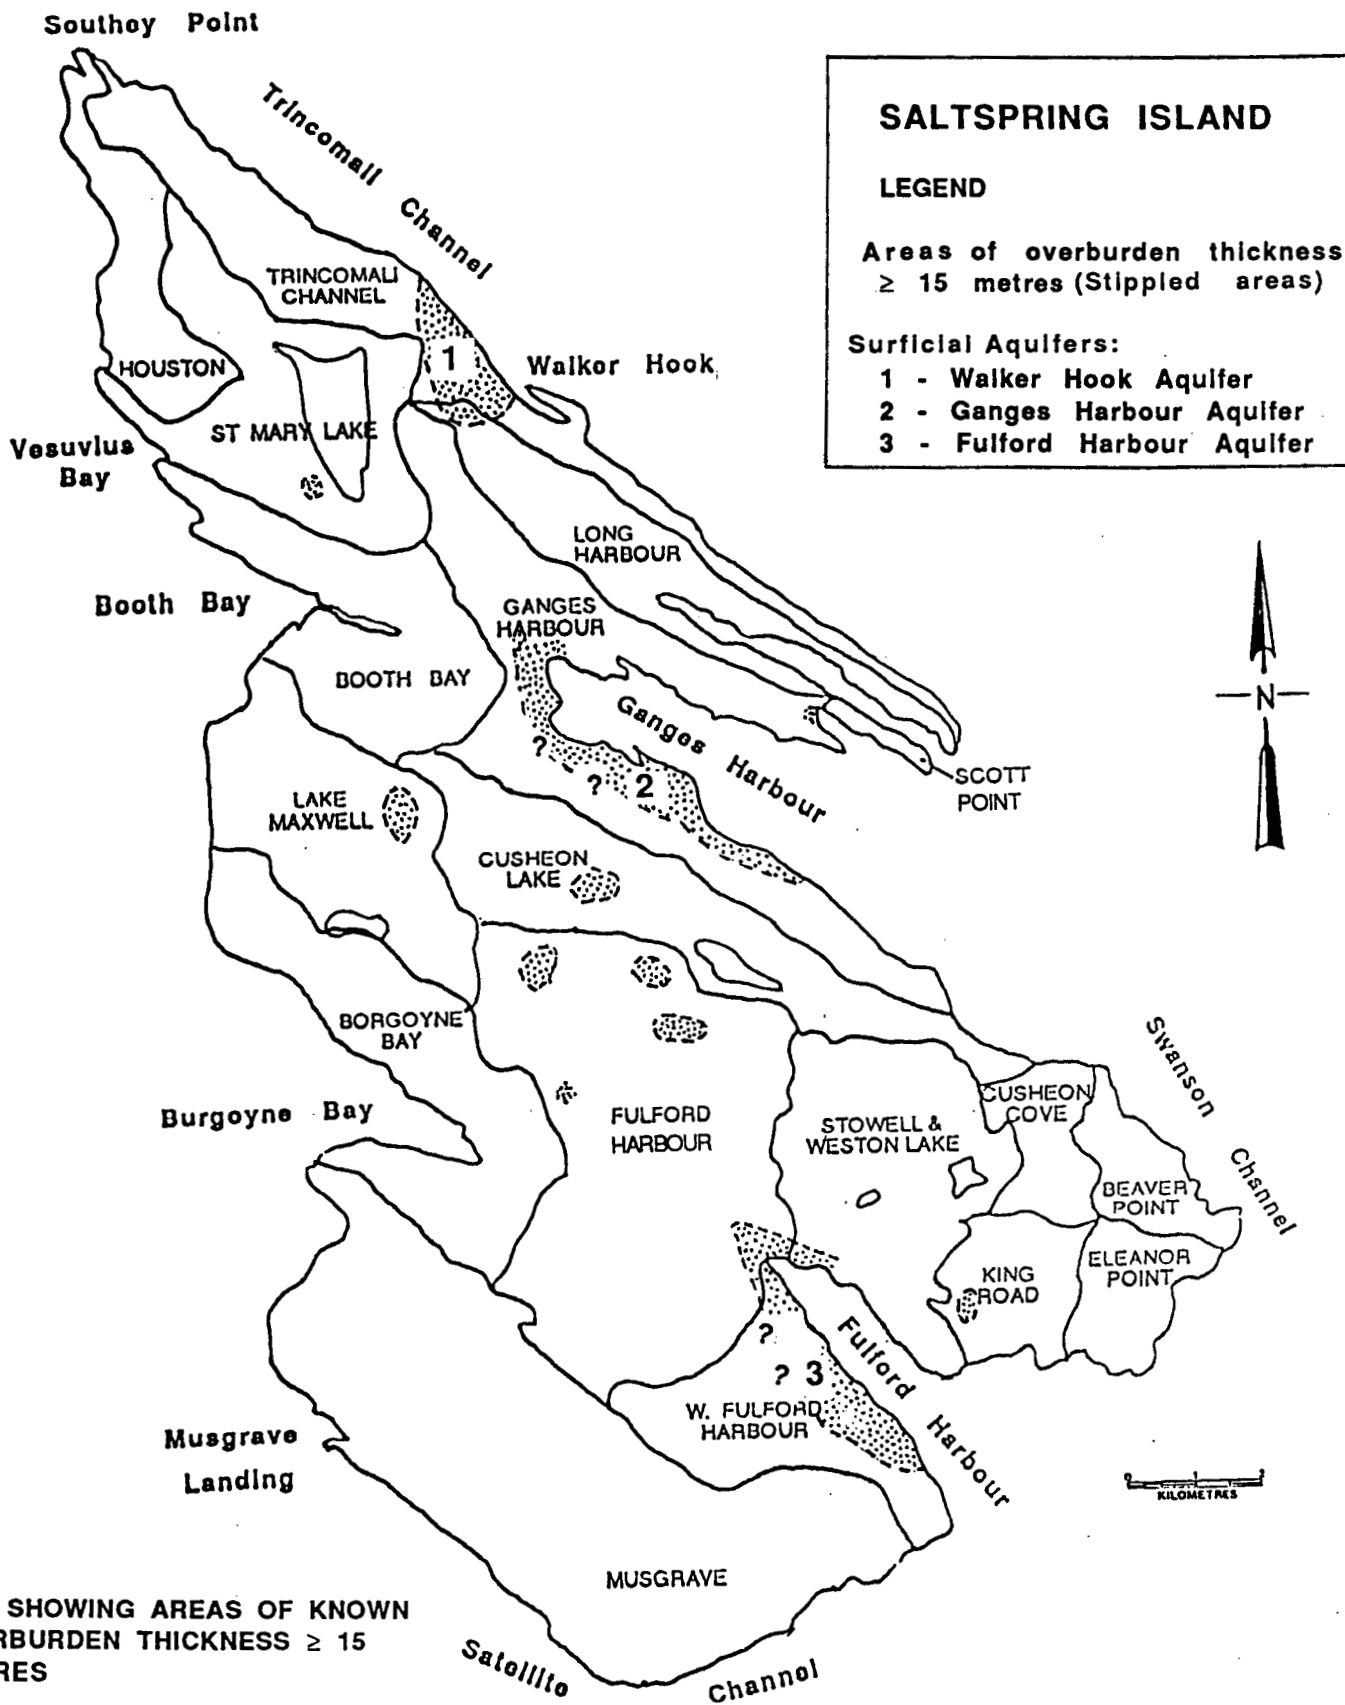 Southey Point
Trincomali Channel
SALTSPRING ISLAND
LEGEND
Areas of overburden thickness
≥ 15 metres (Stippled areas)
Surficial Aquifers:
1 - Walker Hook Aquifer
2 - Ganges Harbour Aquifer
3 - Fulford Harbour Aquifer
TRINCOMALI
CHANNEL
1
Walker Hook
HOUSTON
ST MARY LAKE
Vesuvius
Bay
LONG
HARBOUR
Booth Bay
GANGES
HARBOUR
BOOTH BAY
N
Ganges Harbour
?
?
2
SCOTT
POINT
LAKE
MAXWELL
CUSHEON
LAKE
BORGOYNE
BAY
Swanson Channel
Burgoyne Bay
FULFORD
HARBOUR
STOWELL &
WESTON LAKE
CUSHEON
COVE
BEAVER
POINT
ELEANOR
POINT
KING
ROAD
Fulford Harbour
?
?
3
W. FULFORD
HARBOUR
Musgrave
Landing
0 1 2
KILOMETRES
MUSGRAVE
SHOWING AREAS OF KNOWN
RBURDEN THICKNESS ≥ 15
RES
Satellite Channel